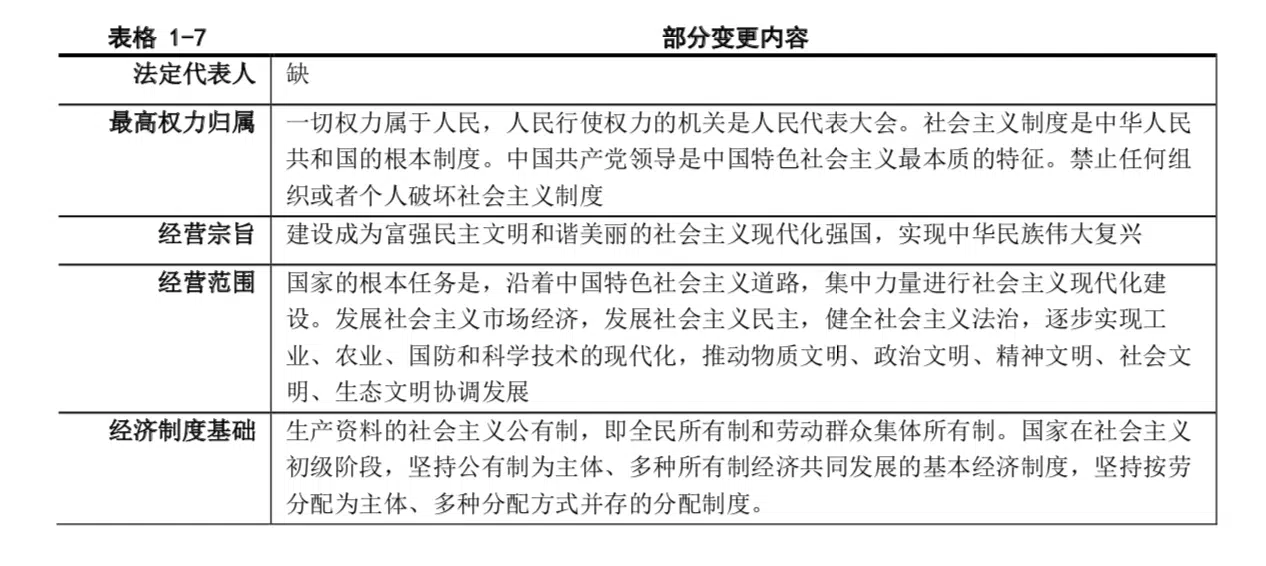 表格 1-7 部分变更内容
法定代表人 缺
最高权力归属 一切权力属于人民，人民行使权力的机关是人民代表大会。社会主义制度是中华人民
共和国的根本制度。中国共产党领导是中国特色社会主义最本质的特征。禁止任何组
织或者个人破坏社会主义制度
经营宗旨 建设成为富强民主文明和谐美丽的社会主义现代化强国，实现中华民族伟大复兴
经营范围 国家的根本任务是，沿着中国特色社会主义道路，集中力量进行社会主义现代化建
设。发展社会主义市场经济，发展社会主义民主，健全社会主义法治，逐步实现工
业、农业、国防和科学技术的现代化，推动物质文明、政治文明、精神文明、社会文
明、生态文明协调发展
经济制度基础 生产资料的社会主义公有制，即全民所有制和劳动群众集体所有制。国家在社会主义
初级阶段，坚持公有制为主体、多种所有制经济共同发展的基本经济制度，坚持按劳
分配为主体、多种分配方式并存的分配制度。